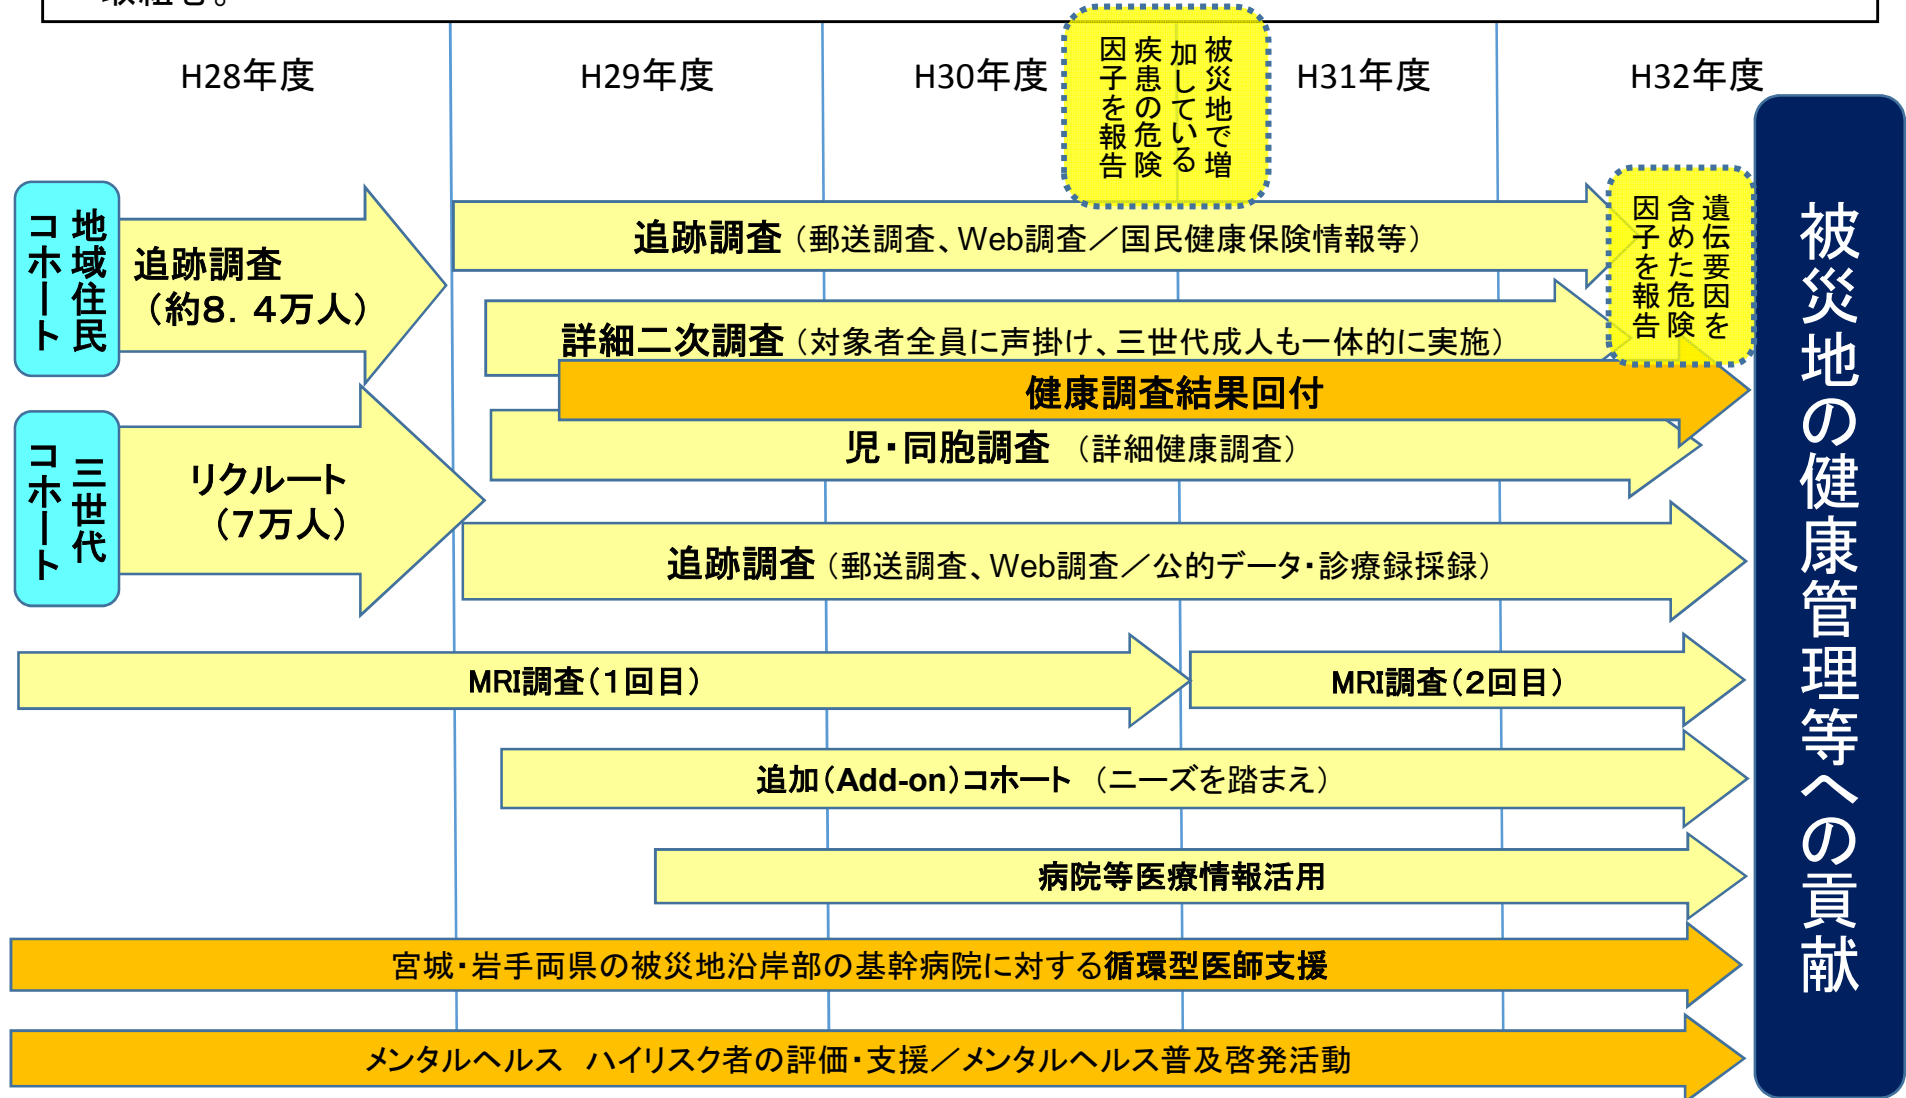 取組む。
H28年度
H29年度
H30年度
H31年度
H32年度
被災地で増
加している
疾患の危険
因子を報告
遺伝要因を
含めた危険
因子を報告
地域住民
コホート
追跡調査
（約８．４万人）
追跡調査（郵送調査、Web調査／国民健康保険情報等）
詳細二次調査（対象者全員に声掛け、三世代成人も一体的に実施）
健康調査結果回付
児・同胞調査　（詳細健康調査）
三世代
コホート
リクルート
（７万人）
追跡調査（郵送調査、Web調査／公的データ・診療録採録）
MRI調査（１回目）
MRI調査（２回目）
追加（Add-on）コホート　（ニーズを踏まえ）
病院等医療情報活用
宮城・岩手両県の被災地沿岸部の基幹病院に対する循環型医師支援
メンタルヘルス　ハイリスク者の評価・支援／メンタルヘルス普及啓発活動
被災地の健康管理等への貢献